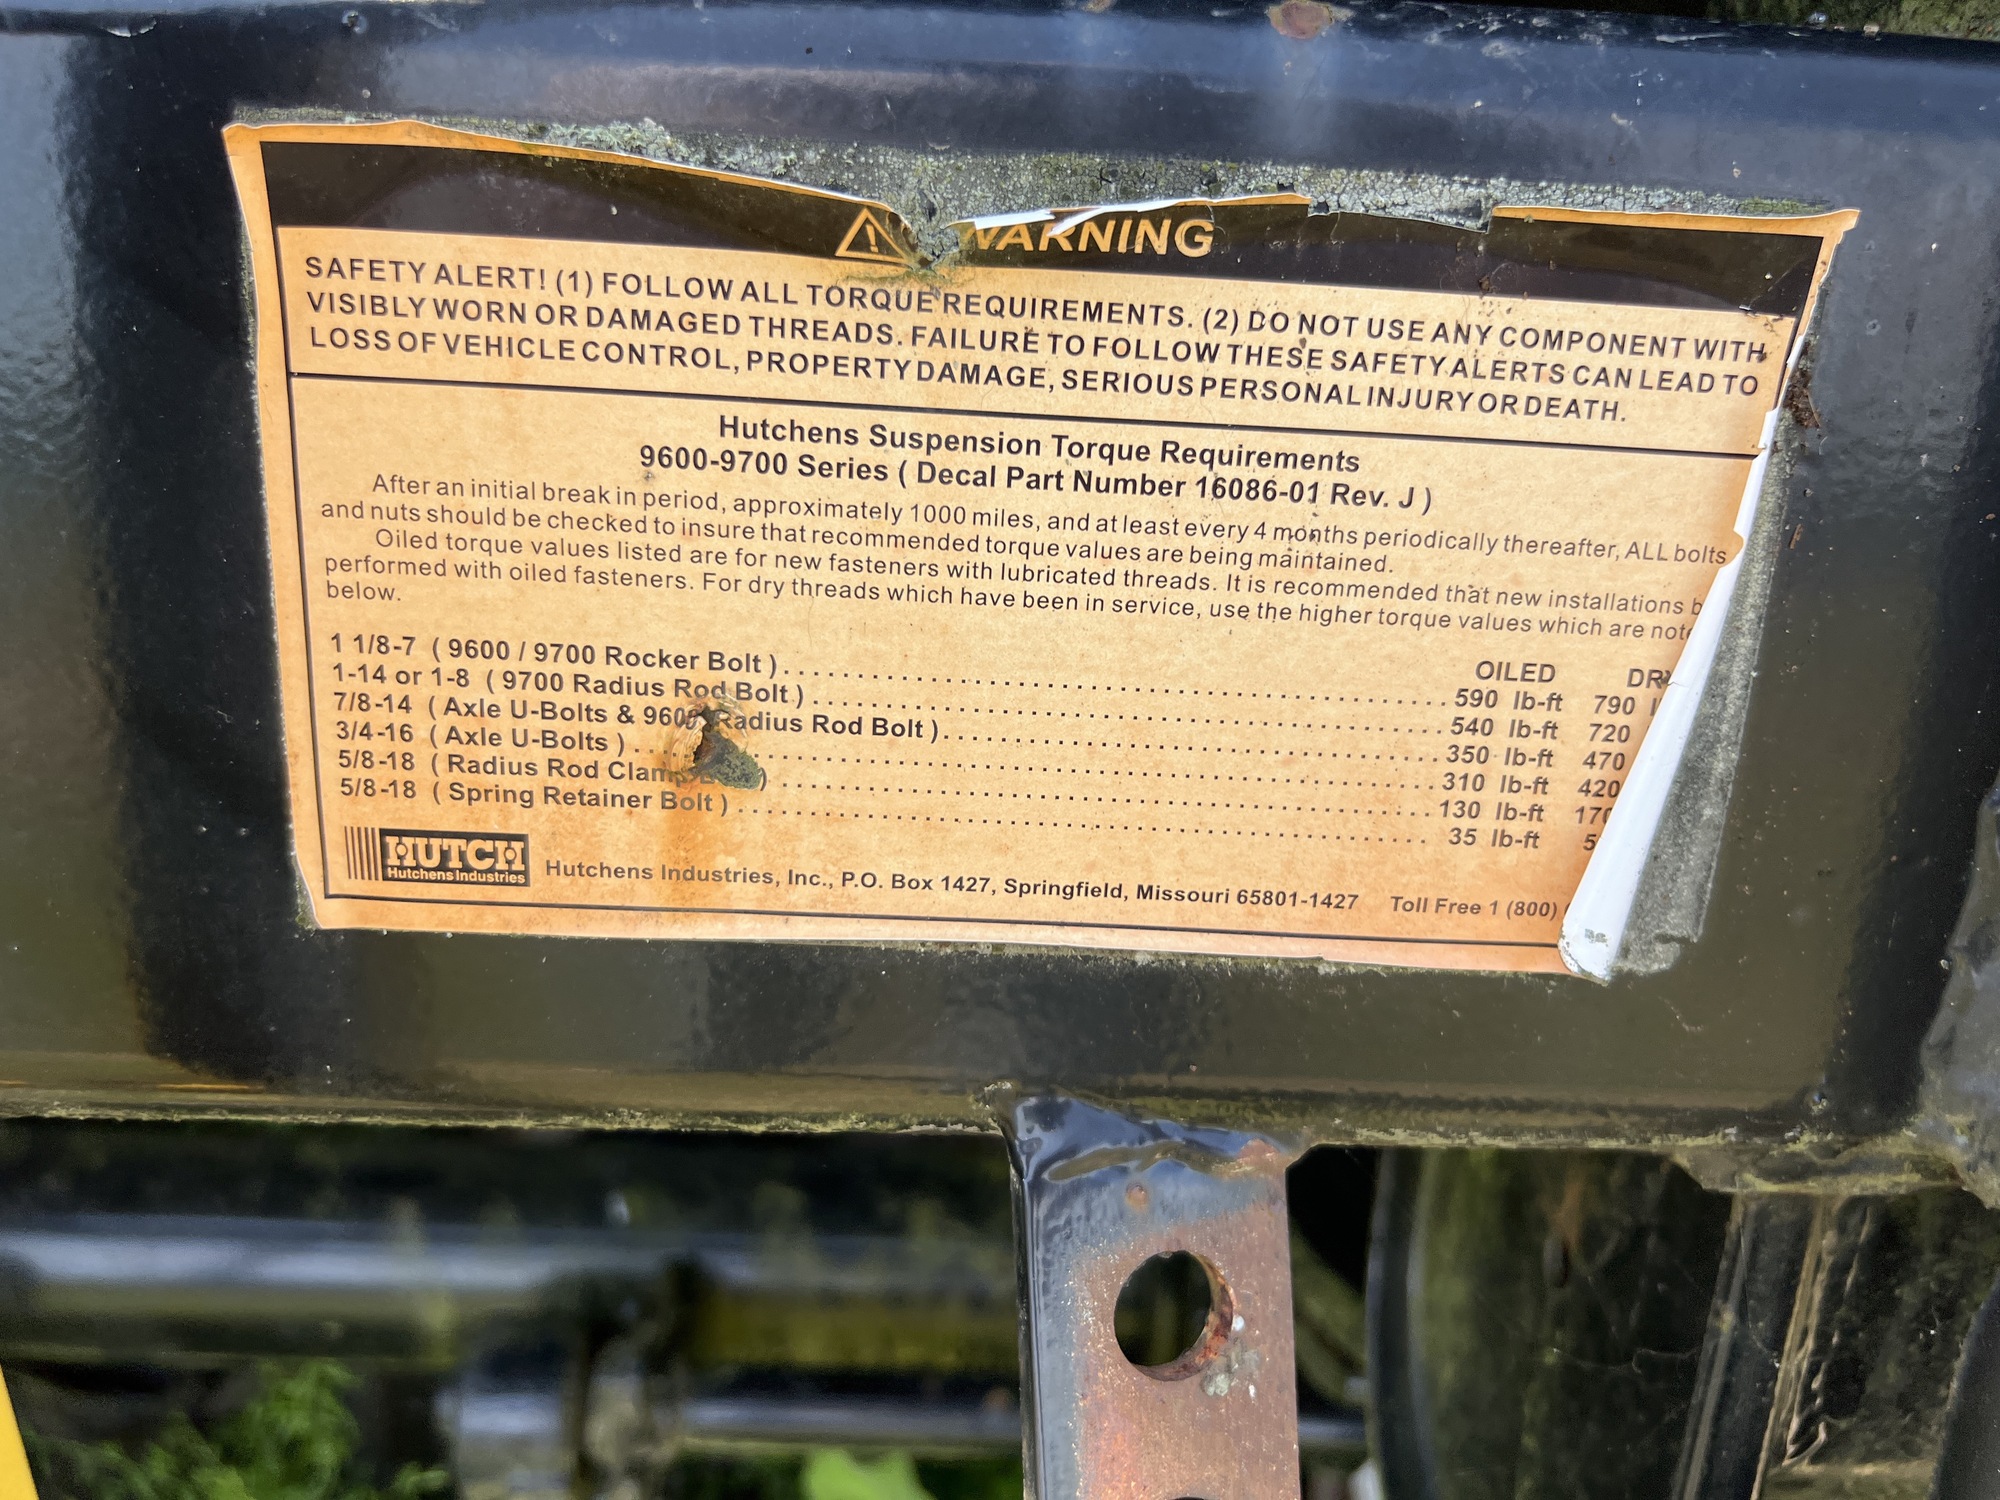 WARNING
SAFETY ALERT! (1) FOLLOW ALL TORQUE REQUIREMENTS. (2) DO NOT USE ANY COMPONENT WITH
VISIBLY WORN OR DAMAGED THREADS. FAILURE TO FOLLOW THESE SAFETY ALERTS CAN LEAD TO
LOSS OF VEHICLE CONTROL, PROPERTY DAMAGE, SERIOUS PERSONAL INJURY OR DEATH.
Hutchens Suspension Torque Requirements
9600-9700 Series ( Decal Part Number 16086-01 Rev. J )
After an initial break in period, approximately 1000 miles, and at least every 4 months periodically thereafter, ALL bolts
and nuts should be checked to insure that recommended torque values are being maintained.
Oiled torque values listed are for new fasteners with lubricated threads. It is recommended that new installations
performed with oiled fasteners. For dry threads which have been in service, use the higher torque values which are
below.
OILED DRY
1 1/8-7 ( 9600 / 9700 Rocker Bolt ) 590 lb-ft 790
1-14 or 1-8 ( 9700 Radius Rod Bolt ) 540 lb-ft 720
7/8-14 ( Axle U-Bolts & 9600 Radius Rod Bolt ) 350 lb-ft 470
3/4-16 ( Axle U-Bolts ) 310 lb-ft 420
5/8-18 ( Radius Rod Clamp ) 130 lb-ft 170
5/8-18 ( Spring Retainer Bolt ) 35 lb-ft
HUTCH
Hutchens Industries
Hutchens Industries, Inc., P.O. Box 1427, Springfield, Missouri 65801-1427 Toll Free 1 (800)